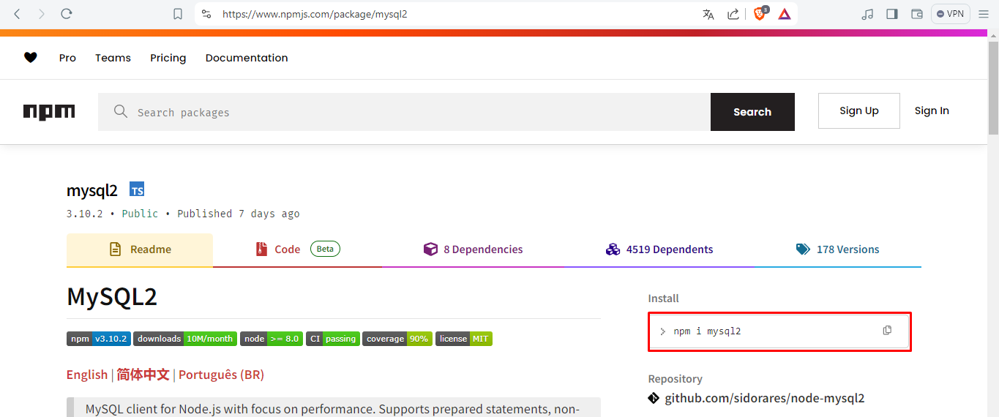 https://www.npmjs.com/package/mysql2
3
VPN
Pro Teams Pricing Documentation
npm Search packages Search Sign Up Sign In
mysql2 TS
3.10.2 • Public • Published 7 days ago
Readme Code Beta 8 Dependencies 4519 Dependents 178 Versions
MySQL2
npm v3.10.2 downloads 10M/month node >= 8.0 CI passing coverage 90% license MIT
English | 简体中文 | Português (BR)
MySQL client for Node.js with focus on performance. Supports prepared statements, non-
Install
npm i mysql2
Repository
github.com/sidorares/node-mysql2